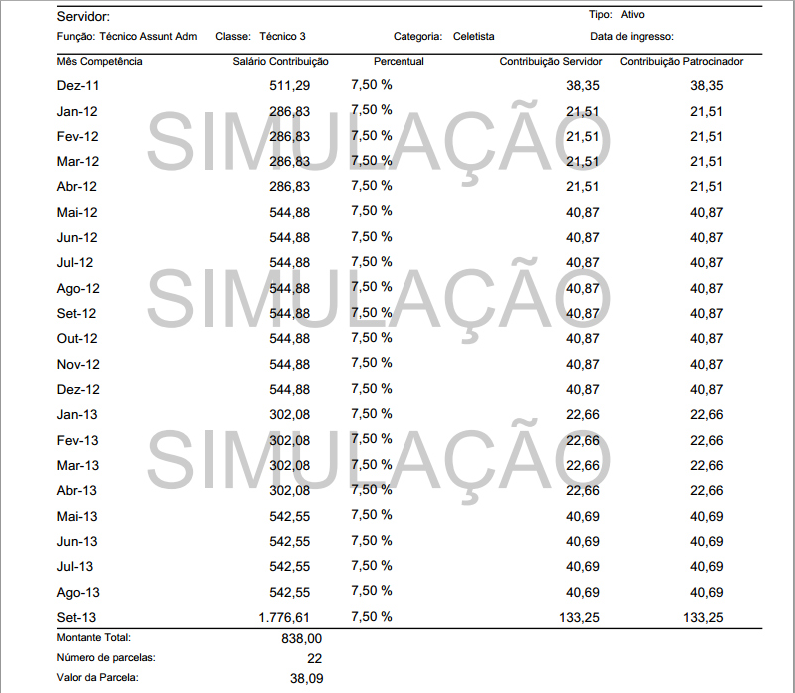 Servidor: Tipo: Ativo
Função: Técnico Assunt Adm Classe: Técnico 3 Categoria: Celetista Data de ingresso:
Mês Competência Salário Contribuição Percentual Contribuição Servidor Contribuição Patrocinador
Dez-11 511,29 7,50 % 38,35 38,35
Jan-12 286,83 7,50 % 21,51 21,51
SIMULAÇÃO
Fev-12 286,83 7,50 % 21,51 21,51
Mar-12 286,83 7,50 % 21,51 21,51
Abr-12 286,83 7,50 % 21,51 21,51
Mai-12 544,88 7,50 % 40,87 40,87
Jun-12 544,88 7,50 % 40,87 40,87
Jul-12 544,88 7,50 % 40,87 40,87
Ago-12 544,88 7,50 % 40,87 40,87
SIMULAÇÃO
Set-12 544,88 7,50 % 40,87 40,87
Out-12 544,88 7,50 % 40,87 40,87
Nov-12 544,88 7,50 % 40,87 40,87
Dez-12 544,88 7,50 % 40,87 40,87
Jan-13 302,08 7,50 % 22,66 22,66
Fev-13 302,08 7,50 % 22,66 22,66
SIMULAÇÃO
Mar-13 302,08 7,50 % 22,66 22,66
Abr-13 302,08 7,50 % 22,66 22,66
Mai-13 542,55 7,50 % 40,69 40,69
Jun-13 542,55 7,50 % 40,69 40,69
Jul-13 542,55 7,50 % 40,69 40,69
Ago-13 542,55 7,50 % 40,69 40,69
Set-13 1.776,61 7,50 % 133,25 133,25
Montante Total: 838,00
Número de parcelas: 22
Valor da Parcela: 38,09